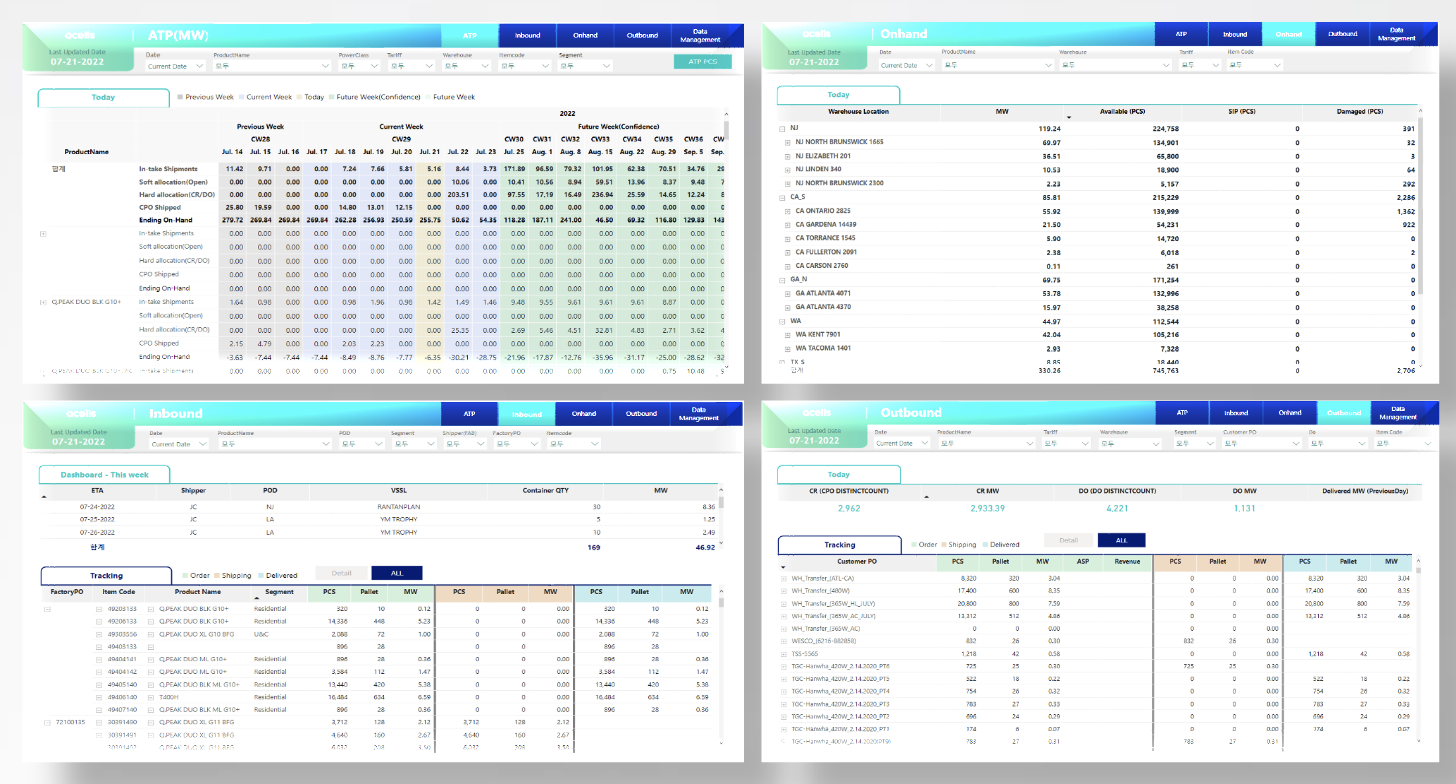 qcells ATP(MW) ATP Inbound Onhand Outbound Data Management
Last Updated Date
07-21-2022
Date ProductName PowerClass Tariff Warehouse Itemcode Segment
Current Date 모두 모두 모두 모두 모두 모두 ATP PCS
Today Previous Week Current Week Today Future Week(Confidence) Future Week
2022
Previous Week Current Week Future Week(Confidence)
CW28 CW29 CW30 CW31 CW32 CW33 CW34 CW35 CW36 CW
ProductName Jul. 14 Jul. 15 Jul. 16 Jul. 17 Jul. 18 Jul. 19 Jul. 20 Jul. 21 Jul. 22 Jul. 23 Jul. 25 Aug. 1 Aug. 8 Aug. 15 Aug. 22 Aug. 29 Sep. 5 Sep.
합계 In-take Shipments 11.42 9.71 0.00 0.00 7.24 7.66 5.81 5.16 8.44 3.73 171.89 96.59 79.32 101.95 62.38 70.51 34.76 29
Soft allocation(Open) 0.00 0.00 0.00 0.00 0.00 0.00 0.00 0.00 10.06 0.00 10.41 10.56 8.94 59.51 13.96 8.37 9.48 7
Hard allocation(CR/DO) 0.00 0.00 0.00 0.00 0.00 0.00 0.00 0.00 203.51 0.00 97.55 17.19 16.49 236.94 25.59 14.65 12.24 8
CPO Shipped 25.80 19.59 0.00 0.00 14.80 13.01 12.15 0.00 0.00 0.00 0.00 0.00 0.00 0.00 0.00 0.00 0.00 0
Ending On-Hand 279.72 269.84 269.84 269.84 262.28 256.93 250.59 255.75 50.62 54.35 118.28 187.11 241.00 46.50 69.32 116.80 129.83 143
In-take Shipments 0.00 0.00 0.00 0.00 0.00 0.00 0.00 0.00 0.00 0.00 0.00 0.00 0.00 0.00 0.00 0.00 0.00 0
Soft allocation(Open) 0.00 0.00 0.00 0.00 0.00 0.00 0.00 0.00 0.00 0.00 0.00 0.00 0.00 0.00 0.00 0.00 0.00 0
Hard allocation(CR/DO) 0.00 0.00 0.00 0.00 0.00 0.00 0.00 0.00 0.00 0.00 0.00 0.00 0.00 0.00 0.00 0.00 0.00 0
CPO Shipped 0.00 0.00 0.00 0.00 0.00 0.00 0.00 0.00 0.00 0.00 0.00 0.00 0.00 0.00 0.00 0.00 0.00 0
Ending On-Hand 0.00 0.00 0.00 0.00 0.00 0.00 0.00 0.00 0.00 0.00 0.00 0.00 0.00 0.00 0.00 0.00 0.00 0
Q.PEAK DUO BLK G10+ In-take Shipments 1.64 0.98 0.00 0.00 0.98 1.96 0.98 1.42 1.49 1.46 9.48 9.55 9.61 9.61 9.61 8.87 0.00 0
Soft allocation(Open) 0.00 0.00 0.00 0.00 0.00 0.00 0.00 0.00 0.00 0.00 0.00 0.00 0.00 0.00 0.00 0.00 0.00 0
Hard allocation(CR/DO) 0.00 0.00 0.00 0.00 0.00 0.00 0.00 0.00 25.35 0.00 2.69 5.46 4.51 32.81 4.83 2.71 3.62 4
CPO Shipped 2.15 4.79 0.00 0.00 2.03 2.23 0.00 0.00 0.00 0.00 0.00 0.00 0.00 0.00 0.00 0.00 0.00 0
Ending On-Hand -3.63 -7.44 -7.44 -7.44 -8.49 -8.76 -7.77 -6.35 -30.21 -28.75 -21.96 -17.87 -12.76 -35.96 -31.17 -25.00 -28.62 -32
In-take Shipments 0.00 0.00 0.00 0.00 0.00 0.00 0.00 0.00 0.00 0.00 0.00 0.00 0.00 0.00 0.00 0.75 10.48
qcells Onhand ATP Inbound Onhand Outbound Data Management
Last Updated Date
07-21-2022
Date ProductName Warehouse Tariff Item Code
Current Date 모두 모두 모두 모두
Today
Warehouse Location MW Available (PCS) SIP (PCS) Damaged (PCS)
NJ 119.24 224,758 0 391
NJ NORTH BRUNSWICK 1665 69.97 134,901 0 32
NJ ELIZABETH 201 36.51 65,800 0 3
NJ LINDEN 340 10.53 18,900 0 64
NJ NORTH BRUNSWICK 2300 2.23 5,157 0 292
CA_S 85.81 215,229 0 2,286
CA ONTARIO 2825 55.92 139,999 0 1,362
CA GARDENA 14439 21.50 54,231 0 922
CA TORRANCE 1545 5.90 14,720 0 0
CA FULLERTON 2091 2.38 6,018 0 2
CA CARSON 2760 0.11 261 0 0
GA_N 69.75 171,254 0 0
GA ATLANTA 4071 53.78 132,996 0 0
GA ATLANTA 4370 15.97 38,258 0 0
WA 44.97 112,544 0 0
WA KENT 7901 42.04 105,216 0 0
WA TACOMA 1401 2.93 7,328 0 0
TX_S 8.85 18,440 0 0
합계 330.26 745,763 0 2,706
qcells Inbound ATP Inbound Onhand Outbound Data Management
Last Updated Date
07-21-2022
Date ProductName POD Segment Shipper(FAB) FactoryPO Itemcode
Current Date 모두 모두 모두 모두 모두 모두
Dashboard - This week
ETA Shipper POD VSSL Container QTY MW
07-24-2022 JC NJ RANTANPLAN 30 8.36
07-25-2022 JC LA YM TROPHY 5 1.25
07-26-2022 JC LA YM TROPHY 10 2.49
합계 169 46.92
Tracking Order Shipping Delivered Detail ALL
FactoryPO Item Code Product Name Segment PCS Pallet MW PCS Pallet MW PCS Pallet MW
49203133 Q.PEAK DUO BLK G10+ Residential 320 10 0.12 0 0 0.00 320 10 0.12
49206133 Q.PEAK DUO BLK G10+ Residential 14,336 448 5.23 0 0 0.00 14,336 448 5.23
49303556 Q.PEAK DUO XL G10 BFG U&C 2,088 72 1.00 0 0 0.00 2,088 72 1.00
49403133 896 28 0 0 0.00 896 28
49404141 Q.PEAK DUO ML G10+ Residential 896 28 0.36 0 0 0.00 896 28 0.36
49404142 Q.PEAK DUO ML G10+ Residential 3,584 112 1.47 0 0 0.00 3,584 112 1.47
49405140 Q.PEAK DUO BLK ML G10+ Residential 13,440 420 5.38 0 0 0.00 13,440 420 5.38
49406140 T400H Residential 16,484 634 6.59 0 0 0.00 16,484 634 6.59
49407140 Q.PEAK DUO BLK ML G10+ Residential 896 28 0.36 0 0 0.00 896 28 0.36
72100135 30391490 Q.PEAK DUO XL G11 BFG 3,712 128 2.12 3,712 128 2.12
30391491 Q.PEAK DUO XL G11 BFG 4,640 160 2.67 4,640 160 2.67
Q.PEAK DUO XL G11 BFG 6,032 208 3.50 6,032 208 3.50
qcells Outbound ATP Inbound Onhand Outbound Data Management
Last Updated Date
07-21-2022
Date ProductName Tariff Warehouse Segment Customer PO Do Item Code
Current Date 모두 모두 모두 모두 모두 모두 모두
Today
CR (CPO DISTINCTCOUNT) CR MW DO (DO DISTINCTCOUNT) DO MW Delivered MW (PreviousDay)
2,962 2,933.39 4,221 1,131
Tracking Order Shipping Delivered Detail ALL
Customer PO PCS Pallet MW ASP Revenue PCS Pallet MW PCS Pallet MW
WH_Transfer_(ATL-CA) 8,320 320 3.04 0 0 0.00 8,320 320 3.04
WH_Transfer_(480W) 17,400 600 8.35 0 0 0.00 17,400 600 8.35
WH_Transfer_(365W_HL_JULY) 20,800 800 7.59 0 0 0.00 20,800 800 7.59
WH_Transfer_(365W_AC_JULY) 13,312 512 4.86 0 0 0.00 13,312 512 4.86
WH_Transfer_(365W_AC) 0 0 0.00 0 0 0.00
WESCO_(6216-882858) 832 26 0.30 832 26 0.30
TSS-5565 1,218 42 0.58 0 0 0.00 1,218 42 0.58
TGC-Hanwha_420W_2.14.2020_PT6 725 25 0.30 725 25 0.30
TGC-Hanwha_420W_2.14.2020_PT5 522 18 0.22 0 0 0.00 522 18 0.22
TGC-Hanwha_420W_2.14.2020_PT4 754 26 0.32 0 0 0.00 754 26 0.32
TGC-Hanwha_420W_2.14.2020_PT3 783 27 0.33 0 0 0.00 783 27 0.33
TGC-Hanwha_420W_2.14.2020_PT2 696 24 0.29 0 0 0.00 696 24 0.29
TGC-Hanwha_420W_2.14.2020_PT1 174 6 0.07 0 0 0.00 174 6 0.07
783 27 0.31 783 27 0.31